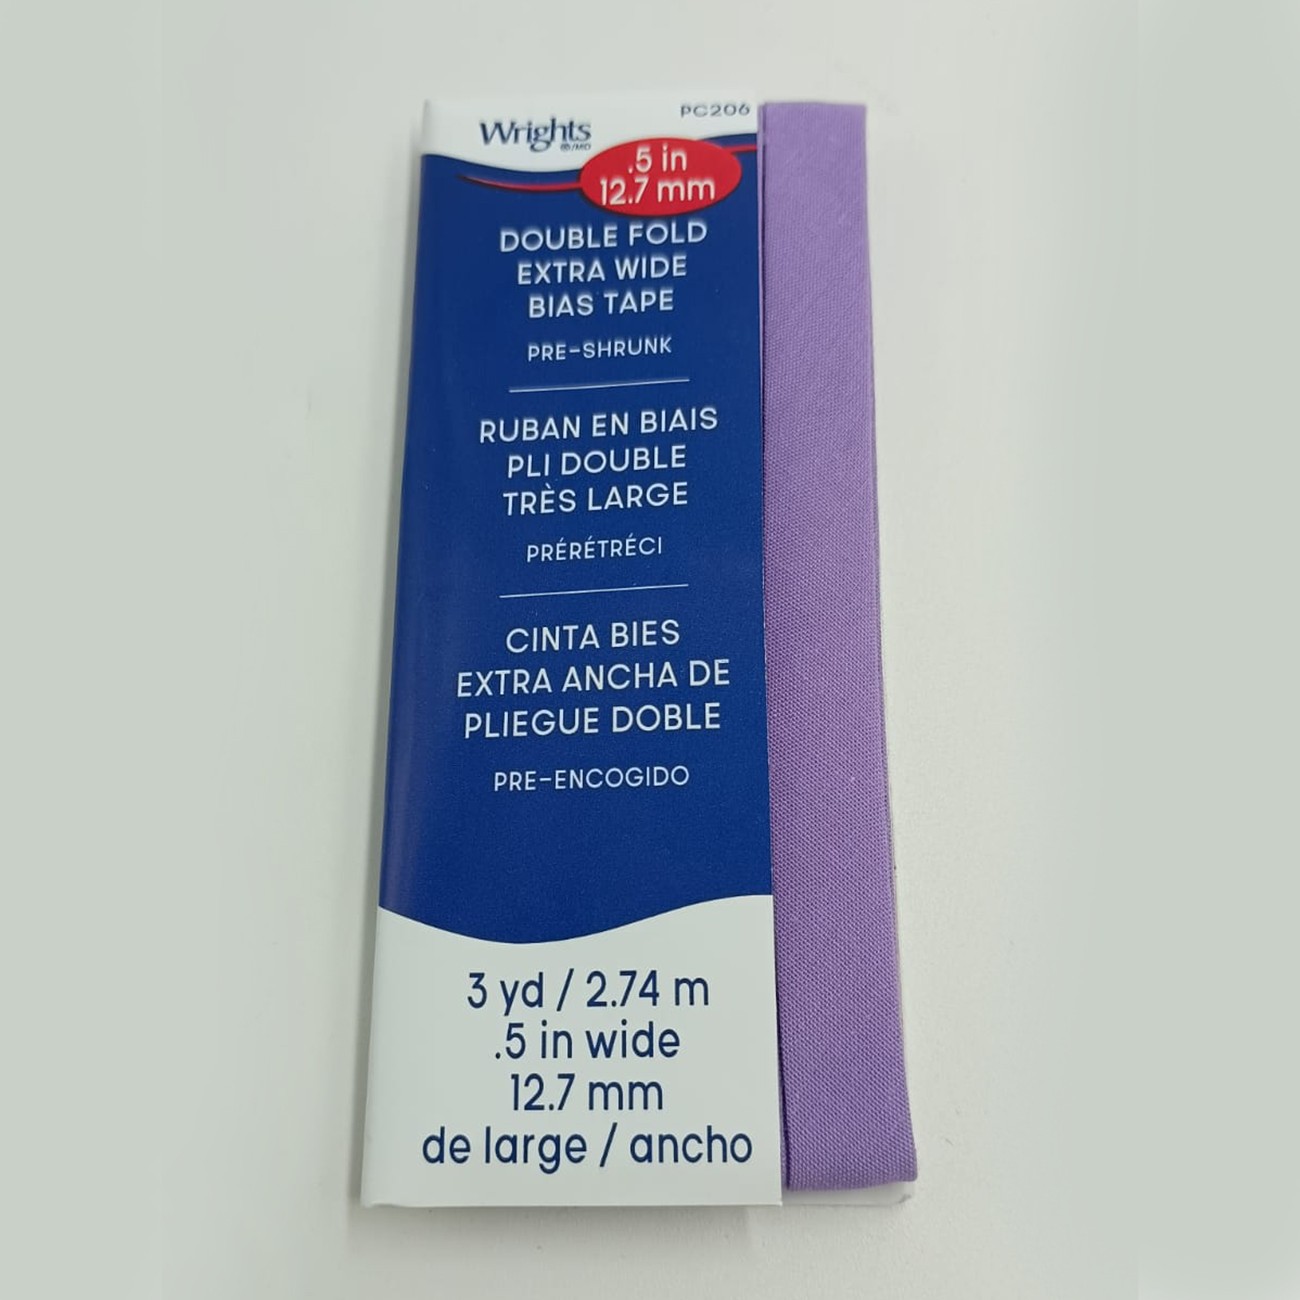 PC206
Wrights
®/MD
.5 in
12.7 mm
DOUBLE FOLD
EXTRA WIDE
BIAS TAPE
PRE-SHRUNK
RUBAN EN BIAIS
PLI DOUBLE
TRÈS LARGE
PRÉRÉTRÉCI
CINTA BIES
EXTRA ANCHA DE
PLIEGUE DOBLE
PRE-ENCOGIDO
3 yd / 2.74 m
.5 in wide
12.7 mm
de large / ancho